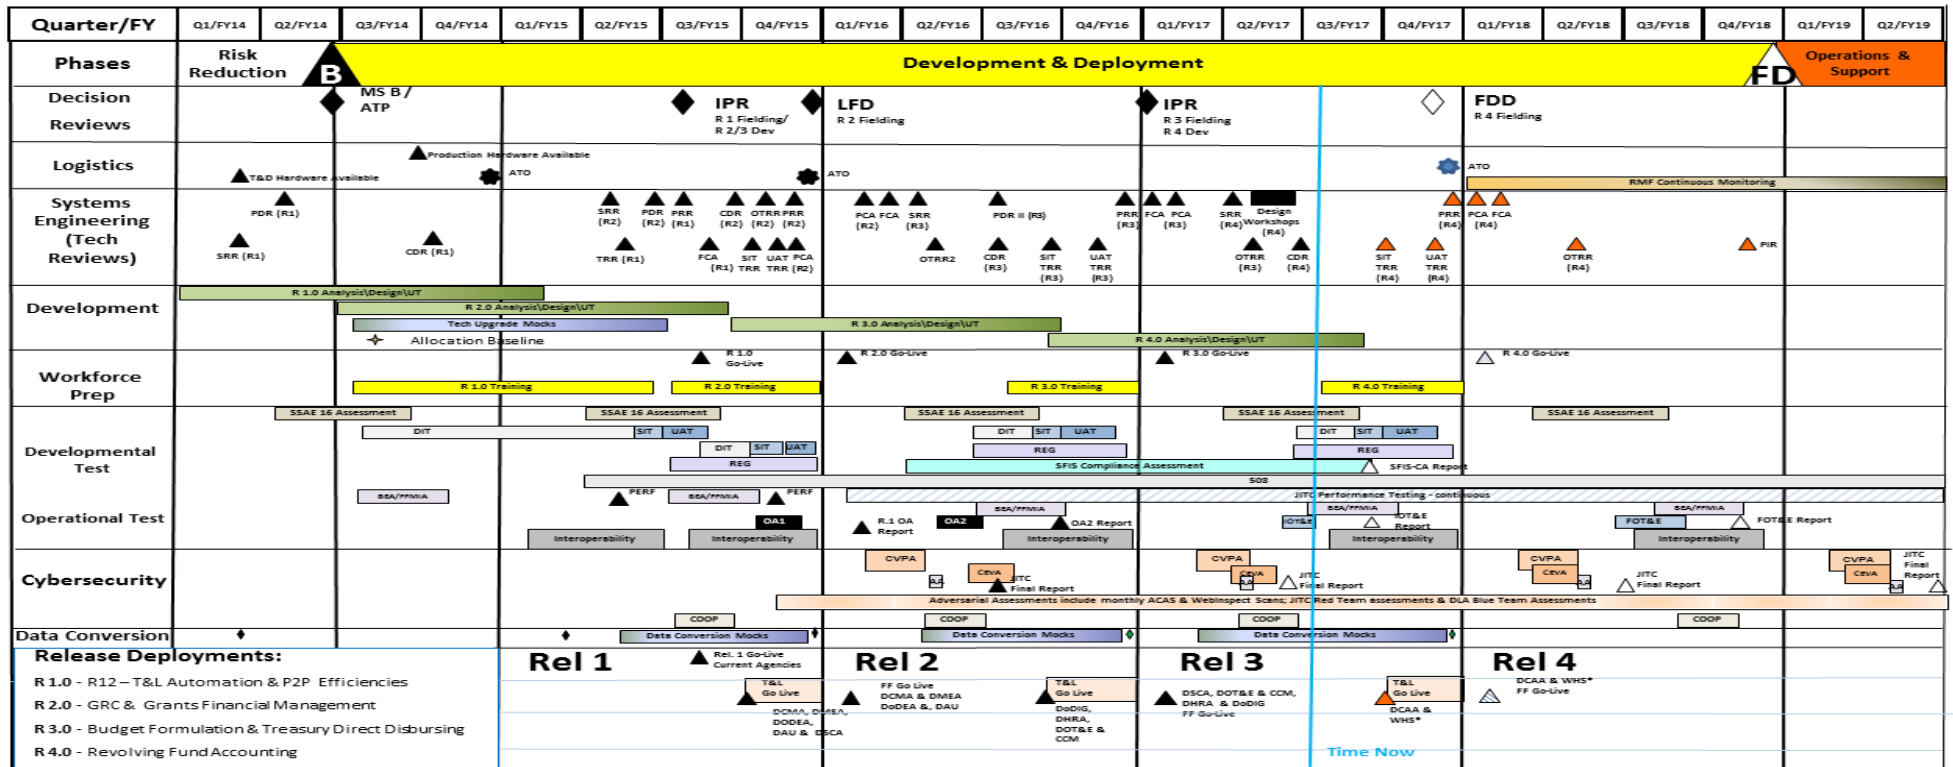 Quarter/FY Q1/FY14 Q2/FY14 Q3/FY14 Q4/FY14 Q1/FY15 Q2/FY15 Q3/FY15 Q4/FY15 Q1/FY16 Q2/FY16 Q3/FY16 Q4/FY16 Q1/FY17 Q2/FY17 Q3/FY17 Q4/FY17 Q1/FY18 Q2/FY18 Q3/FY18 Q4/FY18 Q1/FY19 Q2/FY19
Phases
Risk
Reduction
B
Development & Deployment
FD
Operations &
Support
Decision
Reviews
MS B /
ATP
IPR
R 1 Fielding/
R 2/3 Dev
LFD
R 2 Fielding
IPR
R 3 Fielding
R 4 Dev
FDD
R 4 Fielding
Logistics
Production Hardware Available
T&D Hardware Available
ATO
ATO
ATO
RMF Continuous Monitoring
Systems
Engineering
(Tech
Reviews)
PDR (R1)
SRR (R1)
CDR (R1)
SRR
(R2)
PDR
(R2)
PRR
(R1)
CDR
(R2)
OTRR
(R2)
PRR
(R2)
TRR (R1)
FCA
(R1)
SIT
TRR
UAT
TRR
PCA
(R2)
PCA
(R2)
FCA
SRR
(R3)
PDR II (R3)
PRR
(R3)
FCA
PCA
(R3)
SRR
(R4)
Design
Workshops
(R4)
PRR
(R4)
PCA
(R4)
FCA
OTRR2
CDR
(R3)
SIT
TRR
(R3)
UAT
TRR
(R3)
OTRR
(R3)
CDR
(R4)
SIT
TRR
(R4)
UAT
TRR
(R4)
OTRR
(R4)
PIR
Development
R 1.0 Analysis\Design\UT
R 2.0 Analysis\Design\UT
Tech Upgrade Mocks
R 3.0 Analysis\Design\UT
R 4.0 Analysis\Design\UT
Allocation Baseline
Workforce
Prep
R 1.0
Go-Live
R 2.0 Go-Live
R 3.0 Go-Live
R 4.0 Go-Live
R 1.0 Training
R 2.0 Training
R 3.0 Training
R 4.0 Training
Developmental
Test
SSAE 16 Assessment
SSAE 16 Assessment
SSAE 16 Assessment
SSAE 16 Assessment
SSAE 16 Assessment
DIT SIT UAT
DIT SIT UAT
DIT SIT UAT
DIT SIT UAT
REG
REG
REG
SFIS Compliance Assessment
SFIS-CA Report
Operational Test
BEA/FFMIA
PERF
BEA/FFMIA
PERF
JITC Performance Testing - continuous
BEA/FFMIA
BEA/FFMIA
BEA/FFMIA
OA1
R.1 OA
Report
OA2
OA2 Report
IOT&E
IOT&E
Report
FOT&E
FOT&E Report
Interoperability
Interoperability
Interoperability
Interoperability
Interoperability
Cybersecurity
CVPA
CVPA
CVPA
CVPA
CEVA
CEVA
CEVA
CEVA
AA
AA
AA
AA
JITC
Final Report
JITC
Final Report
JITC
Final Report
JITC
Final
Report
Adversarial Assessments include monthly ACAS & WebInspect Scans; JITC Red Team assessments & DLA Blue Team Assessments
COOP
COOP
COOP
COOP
Data Conversion
Data Conversion Mocks
Data Conversion Mocks
Data Conversion Mocks
Release Deployments:
R 1.0 - R12 – T&L Automation & P2P Efficiencies
R 2.0 - GRC & Grants Financial Management
R 3.0 - Budget Formulation & Treasury Direct Disbursing
R 4.0 - Revolving Fund Accounting
Rel 1
Rel. 1 Go-Live
Current Agencies
T&L
Go Live
DCMA, DMEA,
DODEA,
DAU & DSCA
Rel 2
FF Go Live
DCMA & DMEA
DoDEA &, DAU
T&L
Go Live
DoDIG,
DHRA,
DOT&E &
CCM
Rel 3
DSCA, DOT&E & CCM,
DHRA & DoDIG
FF Go-Live
T&L
Go Live
DCAA &
WHS*
Rel 4
DCAA & WHS*
FF Go-Live
Time Now